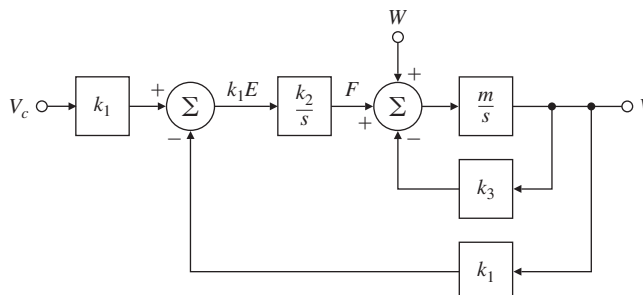 W
V_c
k_1
+
Σ
−
k_1E
k_2/s
F
+
+
Σ
−
m/s
V
k_3
k_1